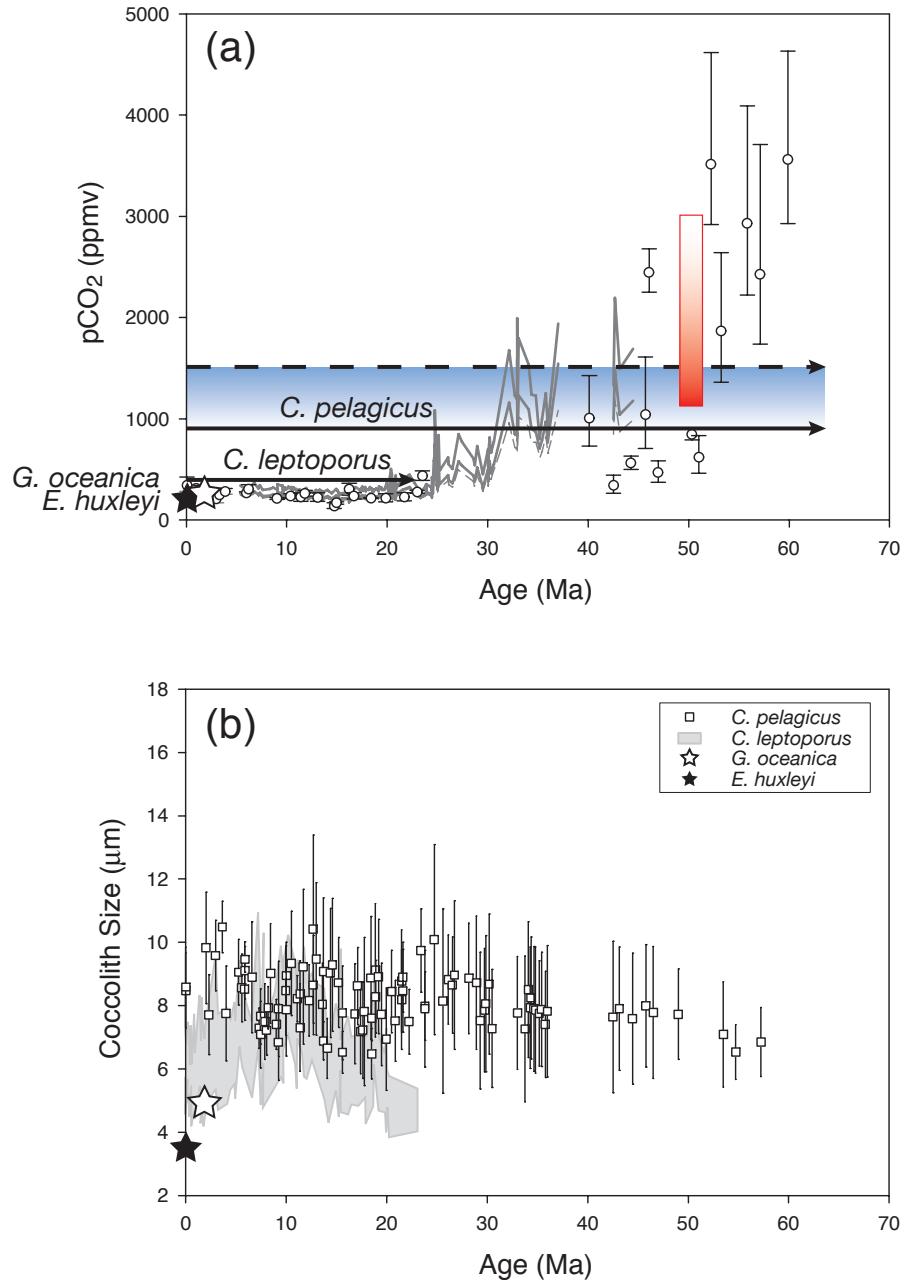 (a)
5000
4000
3000
2000
1000
0
pCO₂ (ppmv)
C. pelagicus
C. leptoporus
G. oceanica
E. huxleyi
0 10 20 30 40 50 60 70
Age (Ma)
(b)
18
16
14
12
10
8
6
4
2
Coccolith Size (μm)
C. pelagicus
C. leptoporus
G. oceanica
E. huxleyi
0 10 20 30 40 50 60 70
Age (Ma)